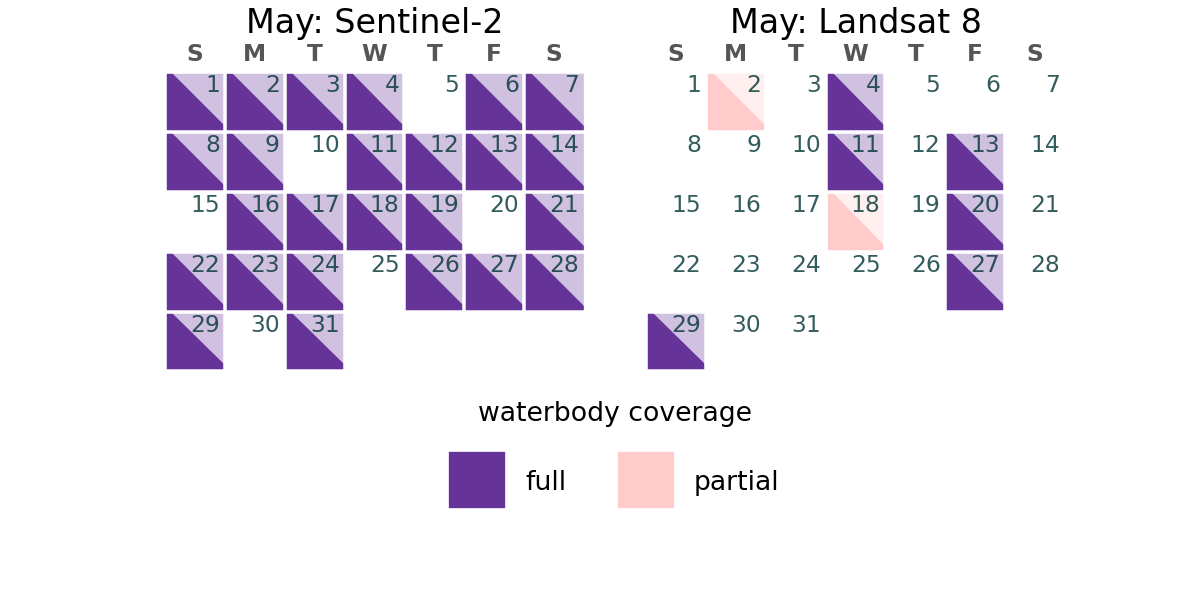 May: Sentinel-2
S M T W T F S
1 2 3 4 5 6 7
8 9 10 11 12 13 14
15 16 17 18 19 20 21
22 23 24 25 26 27 28
29 30 31
May: Landsat 8
S M T W T F S
1 2 3 4 5 6 7
8 9 10 11 12 13 14
15 16 17 18 19 20 21
22 23 24 25 26 27 28
29 30 31
waterbody coverage
full partial